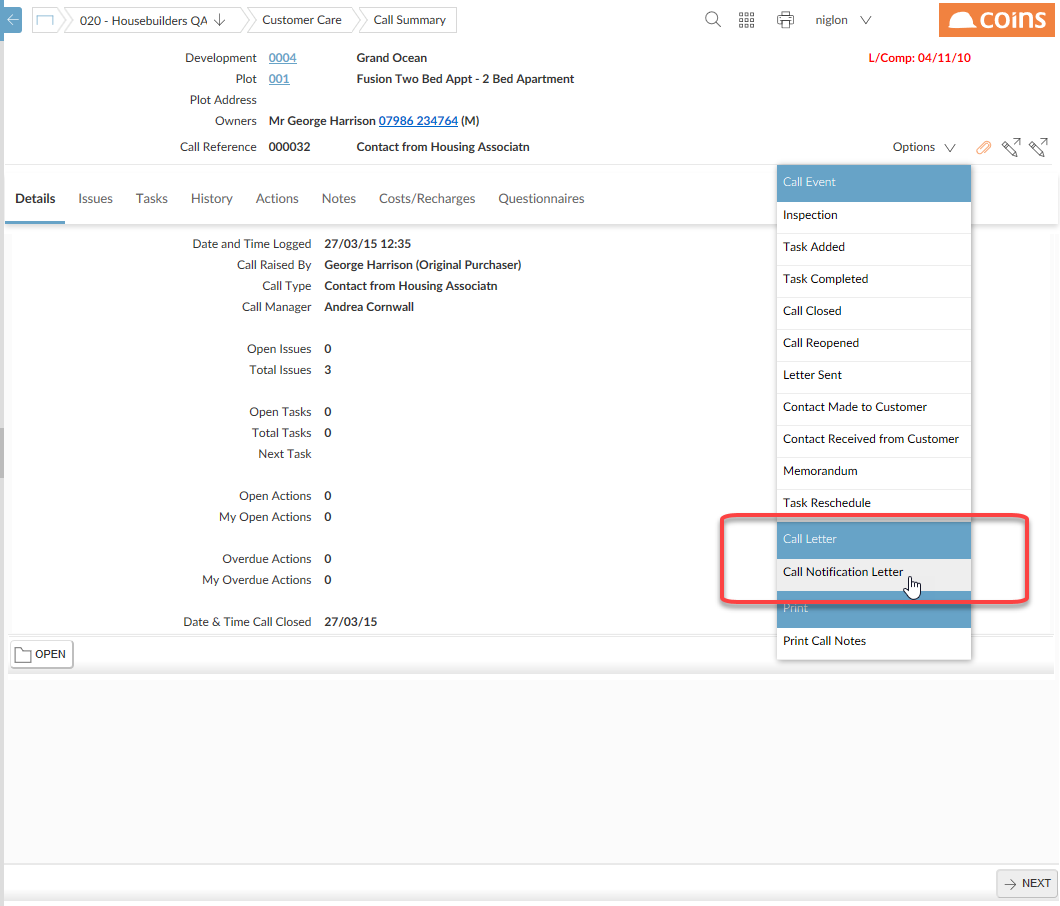 020 - Housebuilders QA Customer Care Call Summary niglon coins
Development 0004 Grand Ocean L/Comp: 04/11/10
Plot 001 Fusion Two Bed Appt - 2 Bed Apartment
Plot Address
Owners Mr George Harrison 07986 234764 (M)
Call Reference 000032 Contact from Housing Associatn Options
Details Issues Tasks History Actions Notes Costs/Recharges Questionnaires
Date and Time Logged 27/03/15 12:35
Call Raised By George Harrison (Original Purchaser)
Call Type Contact from Housing Associatn
Call Manager Andrea Cornwall
Open Issues 0
Total Issues 3
Open Tasks 0
Total Tasks 0
Next Task
Open Actions 0
My Open Actions 0
Overdue Actions 0
My Overdue Actions 0
Date & Time Call Closed 27/03/15
Call Event
Inspection
Task Added
Task Completed
Call Closed
Call Reopened
Letter Sent
Contact Made to Customer
Contact Received from Customer
Memorandum
Task Reschedule
Call Letter
Call Notification Letter
Print
Print Call Notes
OPEN
NEXT